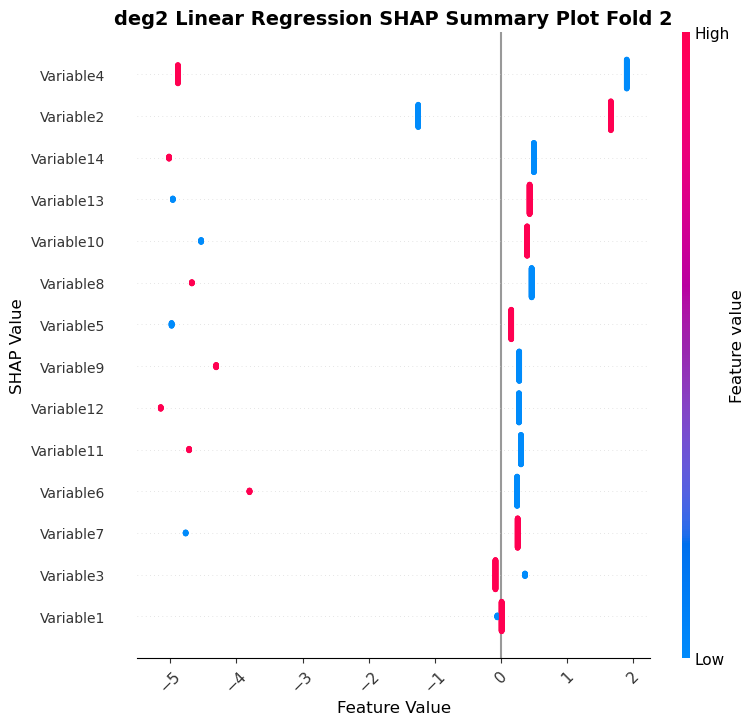 deg2 Linear Regression SHAP Summary Plot Fold 2
High
Variable4
Variable2
Variable14
Variable13
Variable10
Variable8
Variable5
Variable9
Variable12
Variable11
Variable6
Variable7
Variable3
Variable1
SHAP Value
Feature value
Low
−5 −4 −3 −2 −1 0 1 2
Feature Value